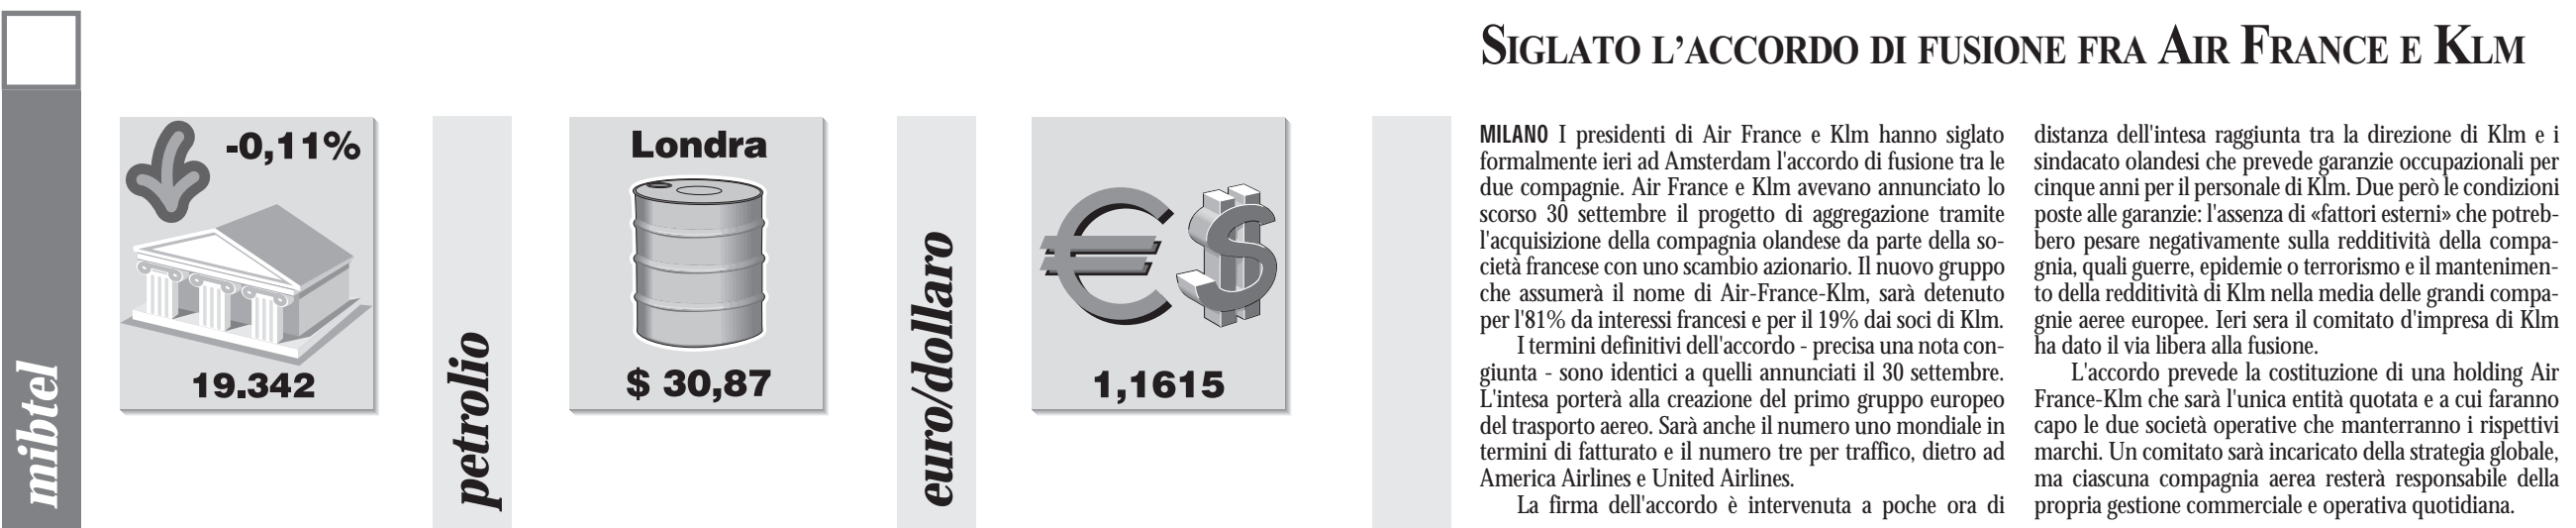 mibtel
-0,11%
19.342
petrolio
Londra
$ 30,87
euro/dollaro
€ $
1,1615
SIGLATO L’ACCORDO DI FUSIONE FRA AIR FRANCE E KLM
MILANO I presidenti di Air France e Klm hanno siglato
formalmente ieri ad Amsterdam l'accordo di fusione tra le
due compagnie. Air France e Klm avevano annunciato lo
scorso 30 settembre il progetto di aggregazione tramite
l'acquisizione della compagnia olandese da parte della so-
cietà francese con uno scambio azionario. Il nuovo gruppo
che assumerà il nome di Air-France-Klm, sarà detenuto
per l'81% da interessi francesi e per il 19% dai soci di Klm.
I termini definitivi dell'accordo - precisa una nota con-
giunta - sono identici a quelli annunciati il 30 settembre.
L'intesa porterà alla creazione del primo gruppo europeo
del trasporto aereo. Sarà anche il numero uno mondiale in
termini di fatturato e il numero tre per traffico, dietro ad
America Airlines e United Airlines.
La firma dell'accordo è intervenuta a poche ora di
distanza dell'intesa raggiunta tra la direzione di Klm e i
sindacato olandesi che prevede garanzie occupazionali per
cinque anni per il personale di Klm. Due però le condizioni
poste alle garanzie: l'assenza di «fattori esterni» che potreb-
bero pesare negativamente sulla redditività della compa-
gnia, quali guerre, epidemie o terrorismo e il mantenimen-
to della redditività di Klm nella media delle grandi compa-
gnie aeree europee. Ieri sera il comitato d'impresa di Klm
ha dato il via libera alla fusione.
L'accordo prevede la costituzione di una holding Air
France-Klm che sarà l'unica entità quotata e a cui faranno
capo le due società operative che manterranno i rispettivi
marchi. Un comitato sarà incaricato della strategia globale,
ma ciascuna compagnia aerea resterà responsabile della
propria gestione commerciale e operativa quotidiana.